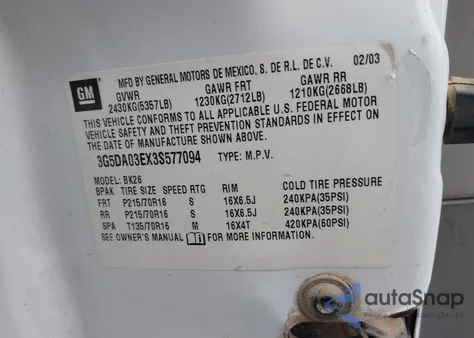 02/03
GM
MFD BY GENERAL MOTORS DE MEXICO, S. DE R.L. DE C.V.
GVWR GAWR FRT GAWR RR
2430KG(5357LB) 1230KG(2712LB) 1210KG(2668LB)
THIS VEHICLE CONFORMS TO ALL APPLICABLE U.S. FEDERAL MOTOR
VEHICLE SAFETY AND THEFT PREVENTION STANDARDS IN EFFECT ON
THE DATE OF MANUFACTURE SHOWN ABOVE.
3G5DA03EX3S577094 TYPE: M.P.V.
MODEL: BK26
BPAK TIRE SIZE SPEED RTG RIM COLD TIRE PRESSURE
FRT P215/70R16 S 16X6.5J 240KPA(35PSI)
RR P215/70R16 S 16X6.5J 240KPA(35PSI)
SPA T135/70R16 M 16X4T 420KPA(60PSI)
SEE OWNER'S MANUAL FOR MORE INFORMATION.
autoSnap